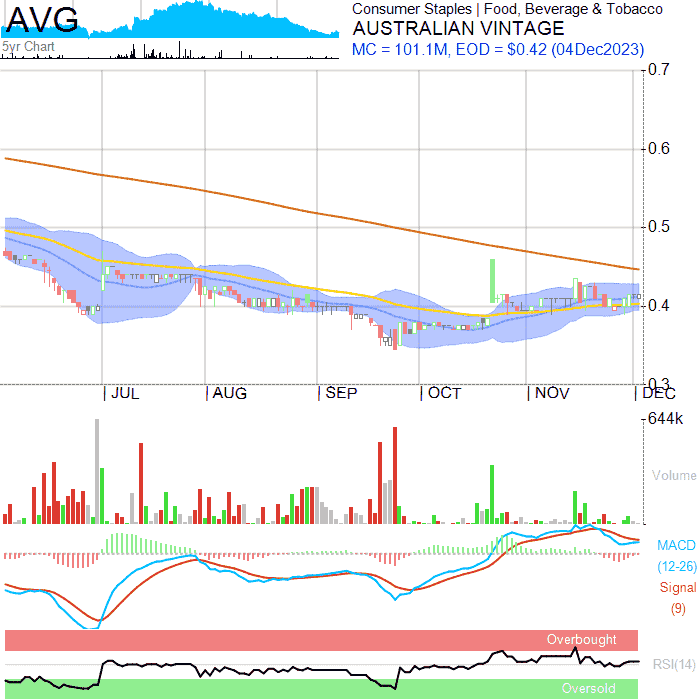 AVG
5yr Chart
Consumer Staples | Food, Beverage & Tobacco
AUSTRALIAN VINTAGE
MC = 101.1M, EOD = $0.42 (04Dec2023)
0.7
0.6
0.5
0.4
0.3
JUL AUG SEP OCT NOV DEC
644k
Volume
MACD
(12-26)
Signal
(9)
Overbought
RSI(14)
Oversold